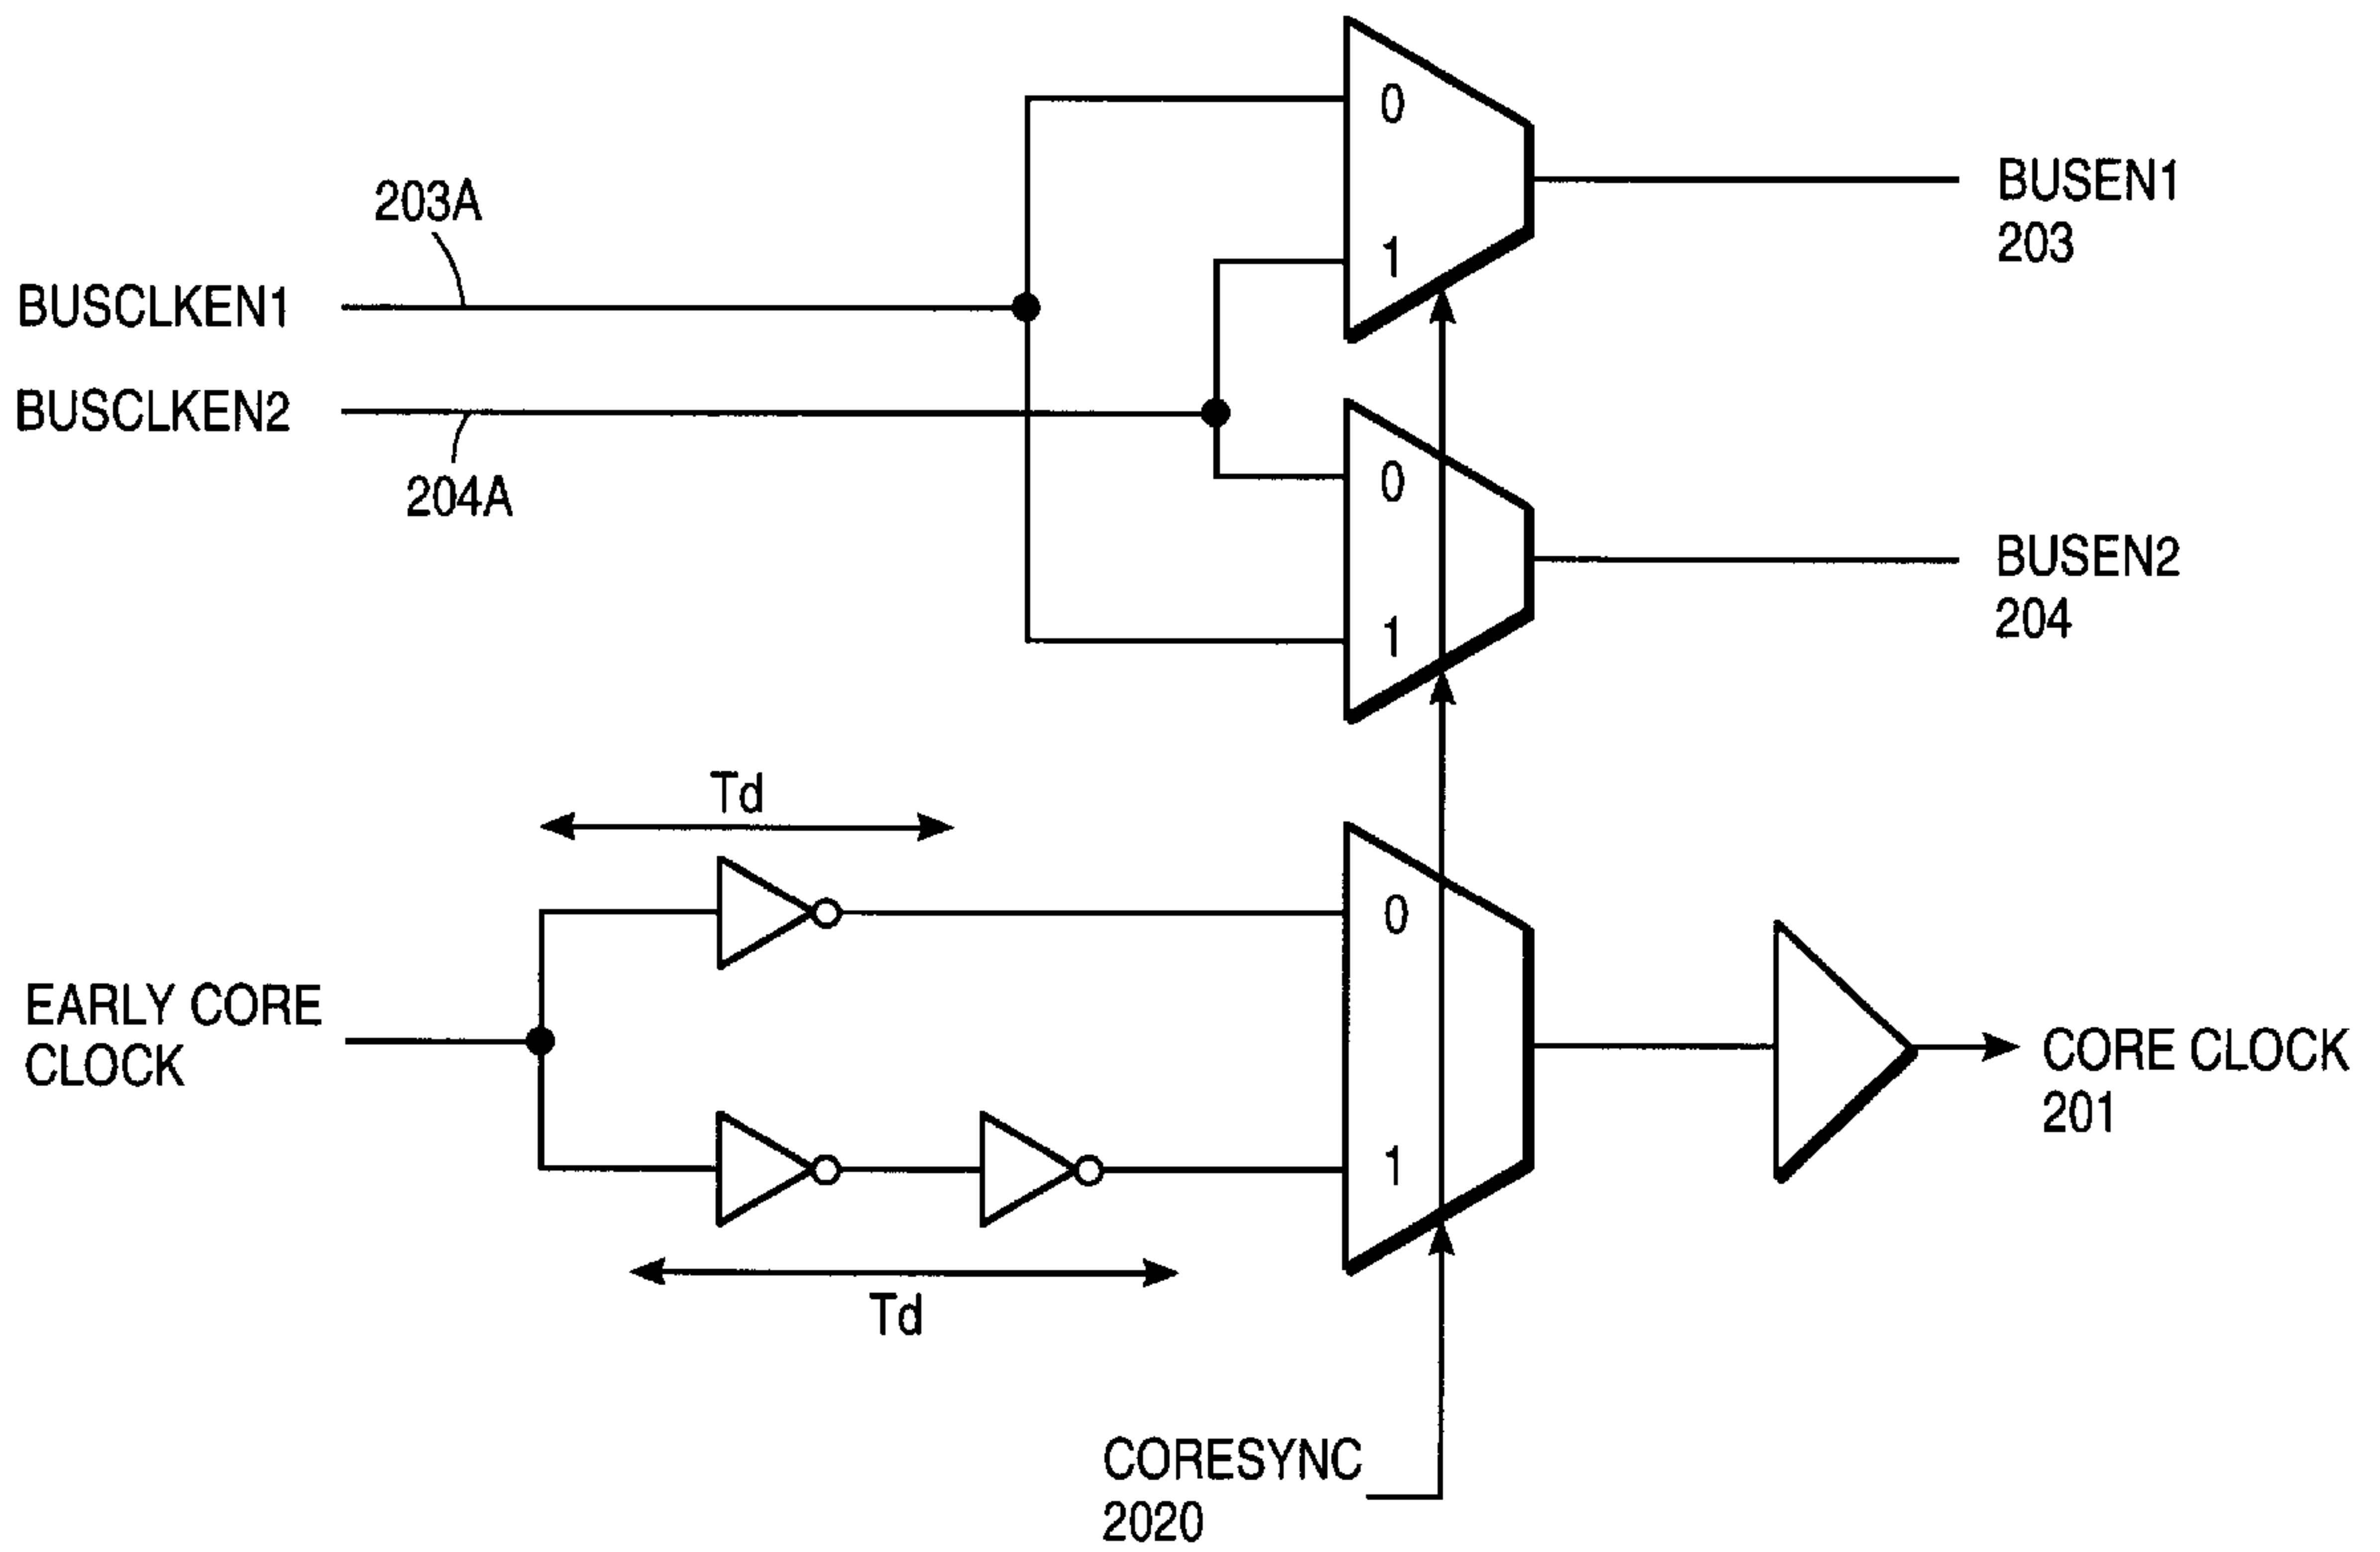 0
BUSEN1
203
203A
1
BUSCLKEN1
BUSCLKEN2
204A
0
BUSEN2
204
1
Td
0
EARLY CORE
CLOCK
CORE CLOCK
201
1
Td
CORESYNC
2020